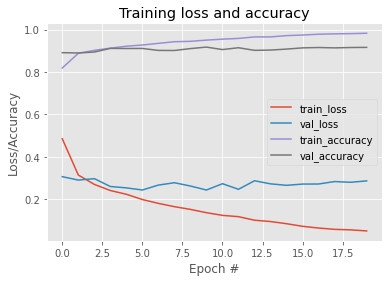 Training loss and accuracy
1.0
0.8
0.6
0.4
0.2
Loss/Accuracy
train_loss
val_loss
train_accuracy
val_accuracy
0.0 2.5 5.0 7.5 10.0 12.5 15.0 17.5
Epoch #